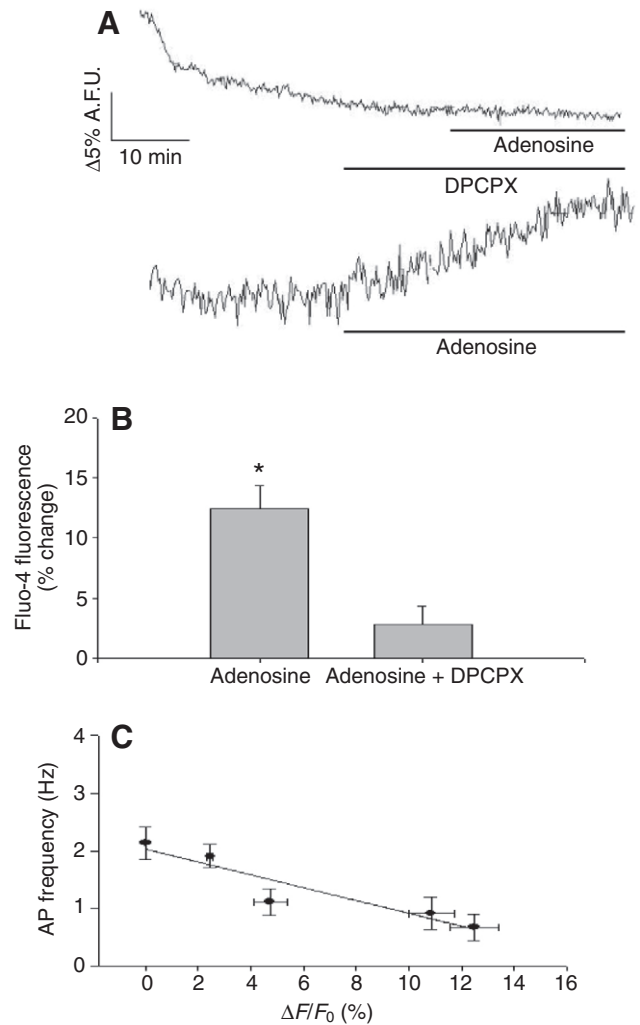 A
Δ5% A.F.U.
10 min
Adenosine
DPCPX
Adenosine
B
Fluo-4 fluorescence
(% change)
20
15
10
5
0
*
Adenosine
Adenosine + DPCPX
C
AP frequency (Hz)
4
3
2
1
0
0 2 4 6 8 10 12 14 16
ΔF/F0 (%)